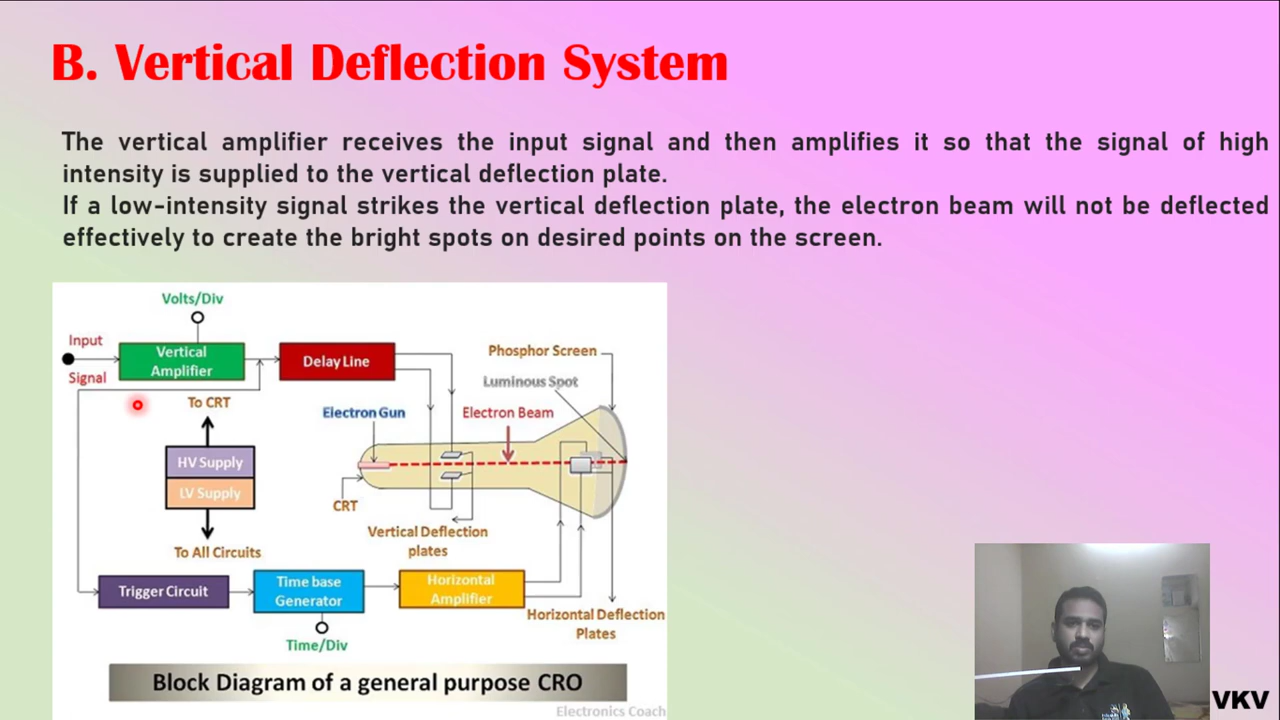 B. Vertical Deflection System
The vertical amplifier receives the input signal and then amplifies it so that the signal of high
intensity is supplied to the vertical deflection plate.
If a low-intensity signal strikes the vertical deflection plate, the electron beam will not be deflected
effectively to create the bright spots on desired points on the screen.
Volts/Div
Input
Signal
Vertical
Amplifier
Delay Line
Phosphor Screen
Luminous Spot
To CRT
Electron Gun
Electron Beam
HV Supply
LV Supply
CRT
Vertical Deflection
plates
To All Circuits
Trigger Circuit
Time base
Generator
Horizontal
Amplifier
Horizontal Deflection
Plates
Time/Div
Block Diagram of a general purpose CRO
Electronics Coach
VKV